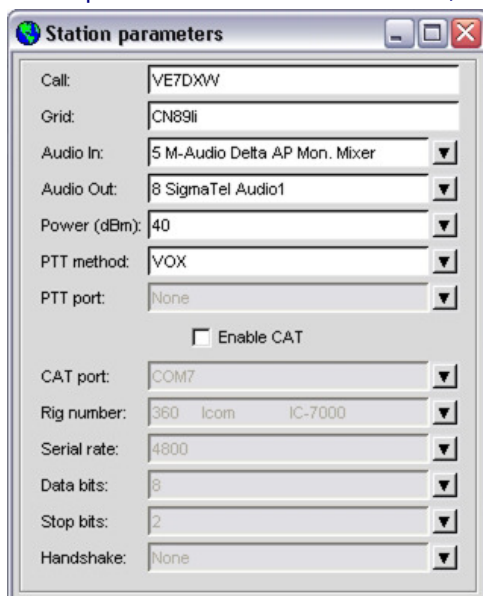 Station parameters
Call: VE7DXW
Grid: CN89li
Audio In: 5 M-Audio Delta AP Mon. Mixer
Audio Out: 8 SigmaTel Audio1
Power (dBm): 40
PTT method: VOX
PTT port: None
Enable CAT
CAT port: COM7
Rig number: 360 Icom IC-7000
Serial rate: 4800
Data bits: 8
Stop bits: 2
Handshake: None